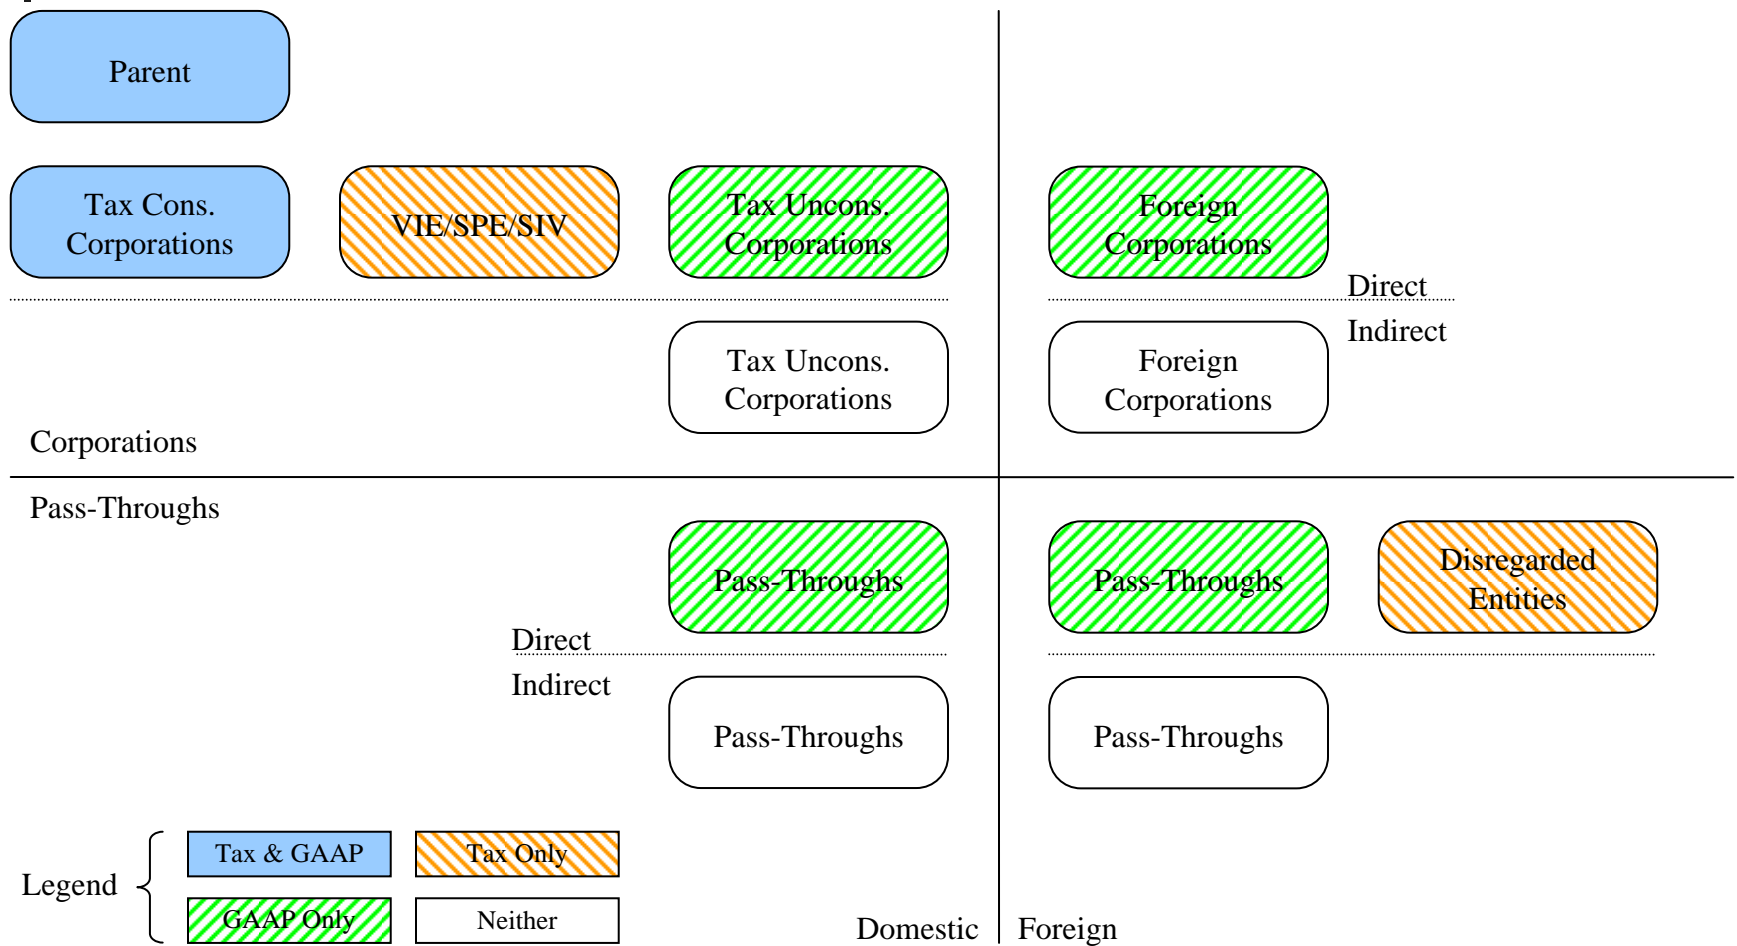 Parent
Tax Cons.
Corporations
VIE/SPE/SIV
Tax Uncons.
Corporations
Foreign
Corporations
Direct
Indirect
Tax Uncons.
Corporations
Foreign
Corporations
Corporations
Pass-Throughs
Pass-Throughs
Pass-Throughs
Disregarded
Entities
Direct
Indirect
Pass-Throughs
Pass-Throughs
Legend
Tax & GAAP
Tax Only
GAAP Only
Neither
Domestic
Foreign